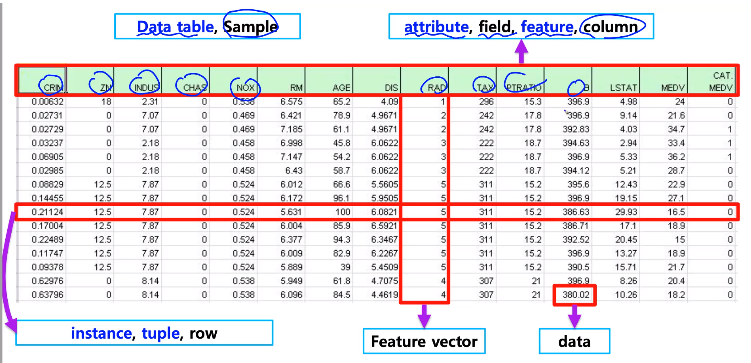 Data table, Sample
attribute, field, feature, column
CAT.
CRIM ZN INDUS CHAS NOX RM AGE DIS RAD TAX PTRATIO B LSTAT MEDV MEDV
0.00632 18 2.31 0 0.538 6.575 65.2 4.09 1 296 15.3 396.9 4.98 24 0
0.02731 0 7.07 0 0.469 6.421 78.9 4.9671 2 242 17.8 396.9 9.14 21.6 0
0.02729 0 7.07 0 0.469 7.185 61.1 4.9671 2 242 17.8 392.83 4.03 34.7 1
0.03237 0 2.18 0 0.458 6.998 45.8 6.0622 3 222 18.7 394.63 2.94 33.4 1
0.06905 0 2.18 0 0.458 7.147 54.2 6.0622 3 222 18.7 396.9 5.33 36.2 1
0.02985 0 2.18 0 0.458 6.43 58.7 6.0622 3 222 18.7 394.12 5.21 28.7 0
0.08829 12.5 7.87 0 0.524 6.012 66.6 5.5605 5 311 15.2 395.6 12.43 22.9 0
0.14455 12.5 7.87 0 0.524 6.172 96.1 5.9505 5 311 15.2 396.9 19.15 27.1 0
0.21124 12.5 7.87 0 0.524 5.631 100 6.0821 5 311 15.2 386.63 29.93 16.5 0
0.17004 12.5 7.87 0 0.524 6.004 85.9 6.5921 5 311 15.2 386.71 17.1 18.9 0
0.22489 12.5 7.87 0 0.524 6.377 94.3 6.3467 5 311 15.2 392.52 20.45 15 0
0.11747 12.5 7.87 0 0.524 6.009 82.9 6.2267 5 311 15.2 396.9 13.27 18.9 0
0.09378 12.5 7.87 0 0.524 5.889 39 5.4509 5 311 15.2 390.5 15.71 21.7 0
0.62976 0 8.14 0 0.538 5.949 61.8 4.7075 4 307 21 396.9 8.26 20.4 0
0.63796 0 8.14 0 0.538 6.096 84.5 4.4619 4 307 21 380.02 10.26 18.2 0
instance, tuple, row
Feature vector
data